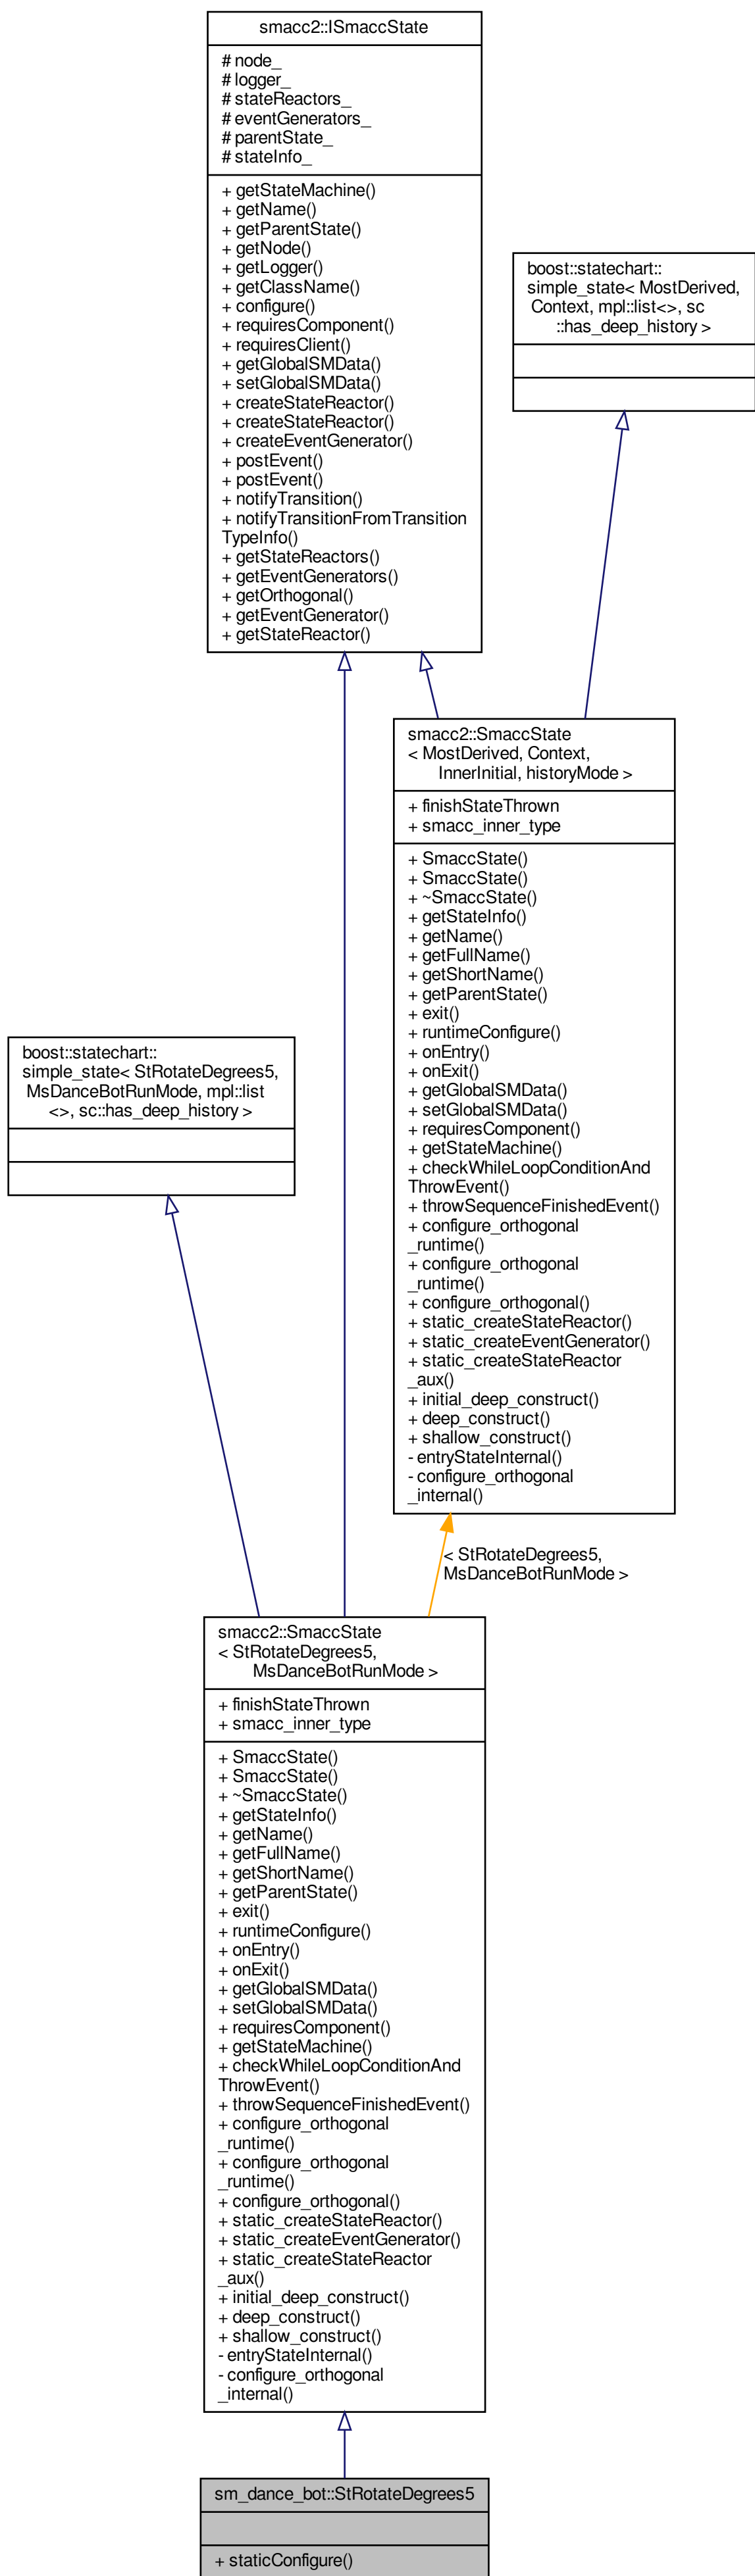 smacc2::ISmaccState
# node_
# logger_
# stateReactors_
# eventGenerators_
# parentState_
# stateInfo_
+ getStateMachine()
+ getName()
+ getParentState()
+ getNode()
+ getLogger()
+ getClassName()
+ configure()
+ requiresComponent()
+ requiresClient()
+ getGlobalSMData()
+ setGlobalSMData()
+ createStateReactor()
+ createStateReactor()
+ createEventGenerator()
+ postEvent()
+ postEvent()
+ notifyTransition()
+ notifyTransitionFromTransition
TypeInfo()
+ getStateReactors()
+ getEventGenerators()
+ getOrthogonal()
+ getEventGenerator()
+ getStateReactor()
boost::statechart::
simple_state< MostDerived,
Context, mpl::list<>, sc
::has_deep_history >
smacc2::SmaccState
< MostDerived, Context,
InnerInitial, historyMode >
+ finishStateThrown
+ smacc_inner_type
+ SmaccState()
+ SmaccState()
+ ~SmaccState()
+ getStateInfo()
+ getName()
+ getFullName()
+ getShortName()
+ getParentState()
+ exit()
+ runtimeConfigure()
+ onEntry()
+ onExit()
+ getGlobalSMData()
+ setGlobalSMData()
+ requiresComponent()
+ getStateMachine()
+ checkWhileLoopConditionAnd
ThrowEvent()
+ throwSequenceFinishedEvent()
+ configure_orthogonal
_runtime()
+ configure_orthogonal
_runtime()
+ configure_orthogonal()
+ static_createStateReactor()
+ static_createEventGenerator()
+ static_createStateReactor
_aux()
+ initial_deep_construct()
+ deep_construct()
+ shallow_construct()
- entryStateInternal()
- configure_orthogonal
_internal()
boost::statechart::
simple_state< StRotateDegrees5,
MsDanceBotRunMode, mpl::list
<>, sc::has_deep_history >
< StRotateDegrees5,
MsDanceBotRunMode >
smacc2::SmaccState
< StRotateDegrees5,
MsDanceBotRunMode >
+ finishStateThrown
+ smacc_inner_type
+ SmaccState()
+ SmaccState()
+ ~SmaccState()
+ getStateInfo()
+ getName()
+ getFullName()
+ getShortName()
+ getParentState()
+ exit()
+ runtimeConfigure()
+ onEntry()
+ onExit()
+ getGlobalSMData()
+ setGlobalSMData()
+ requiresComponent()
+ getStateMachine()
+ checkWhileLoopConditionAnd
ThrowEvent()
+ throwSequenceFinishedEvent()
+ configure_orthogonal
_runtime()
+ configure_orthogonal
_runtime()
+ configure_orthogonal()
+ static_createStateReactor()
+ static_createEventGenerator()
+ static_createStateReactor
_aux()
+ initial_deep_construct()
+ deep_construct()
+ shallow_construct()
- entryStateInternal()
- configure_orthogonal
_internal()
sm_dance_bot::StRotateDegrees5
+ staticConfigure()